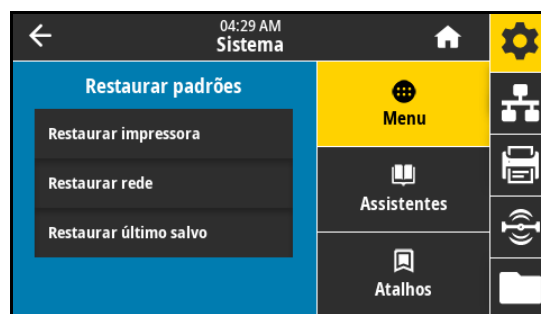 04:29 AM
Sistema
Restaurar padrões
Restaurar impressora
Restaurar rede
Restaurar último salvo
Menu
Assistentes
Atalhos